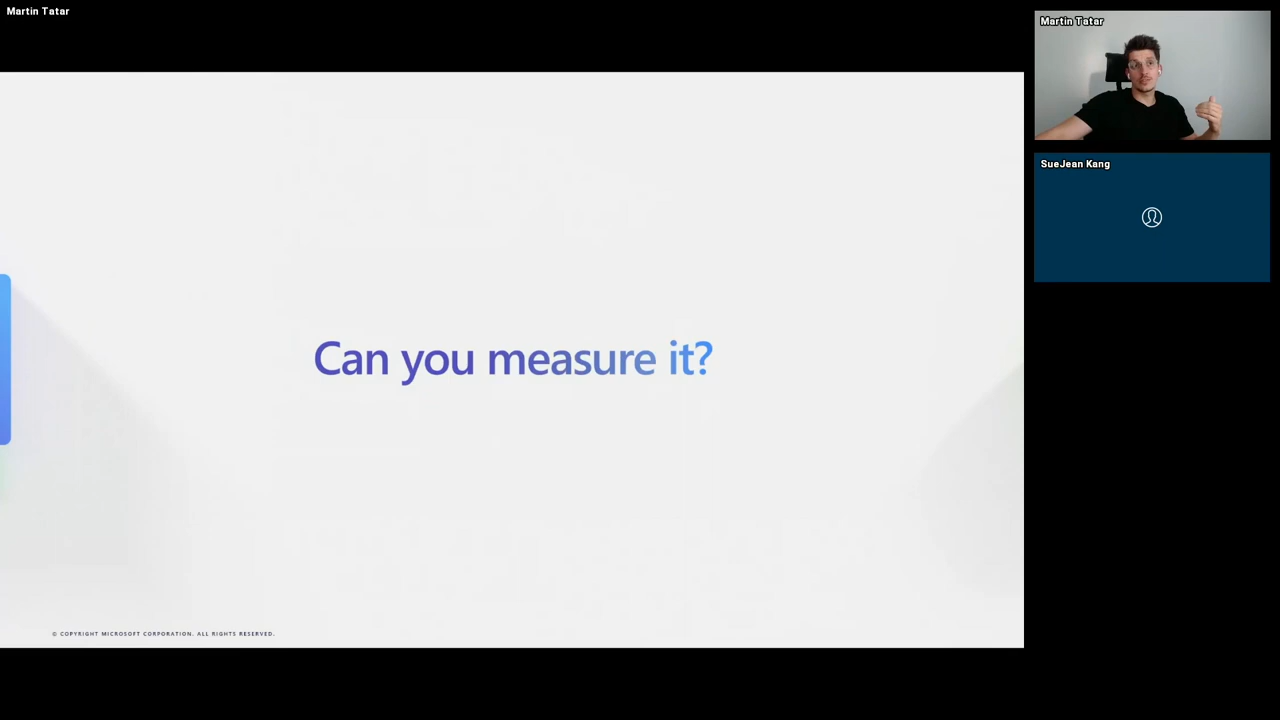 Martin Tatar
Martin Tatar
SueJean Kang
Can you measure it?
© COPYRIGHT MICROSOFT CORPORATION. ALL RIGHTS RESERVED.